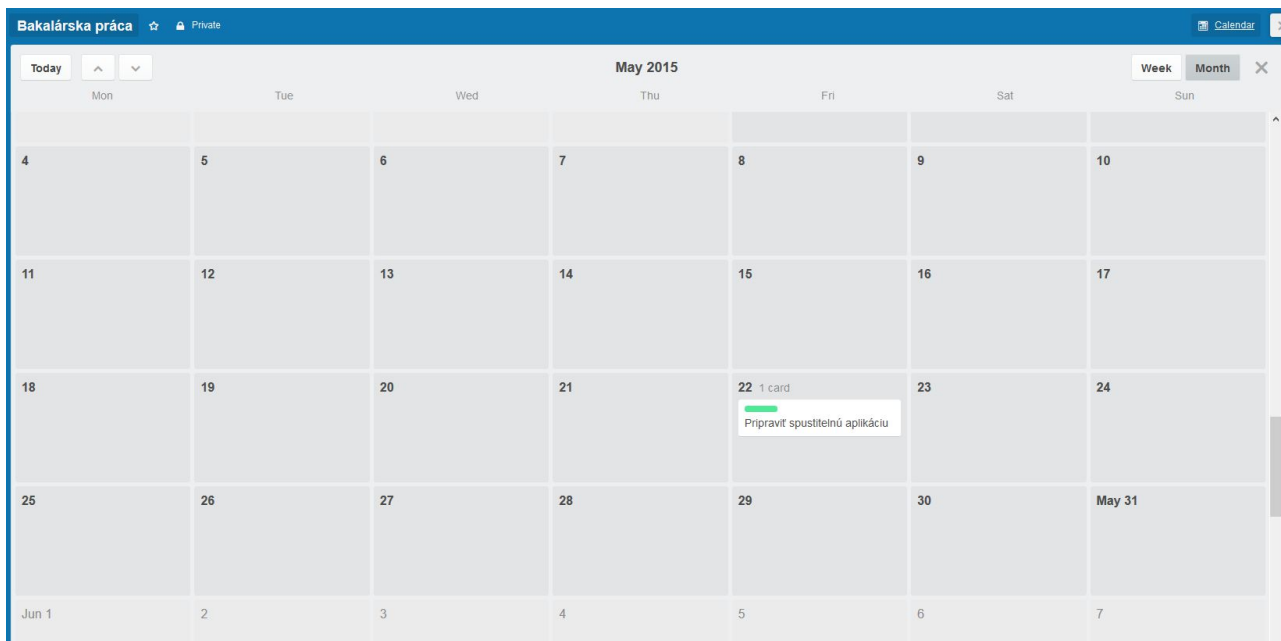 Bakalárska práca Private Calendar
Today May 2015 Week Month
Mon Tue Wed Thu Fri Sat Sun
4 5 6 7 8 9 10
11 12 13 14 15 16 17
18 19 20 21 22 1 card 23 24
Pripraviť spustitelnú aplikáciu
25 26 27 28 29 30 May 31
Jun 1 2 3 4 5 6 7